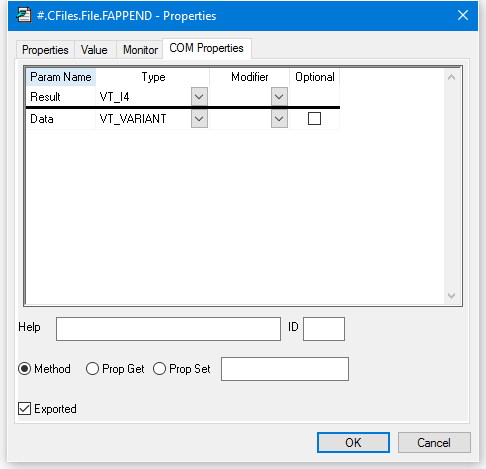 #.CFiles.File.FAPPEND - Properties
Properties Value Monitor COM Properties
Param Name Type Modifier Optional
Result VT_I4
Data VT_VARIANT
Help ID
Method Prop Get Prop Set
Exported
OK Cancel